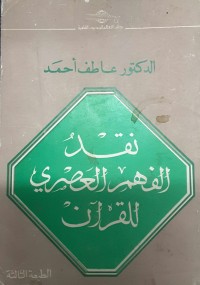 الدكتور عاطف أحمد
نقد
الفهم العصري
للقرآن
الطبعة الثالثة